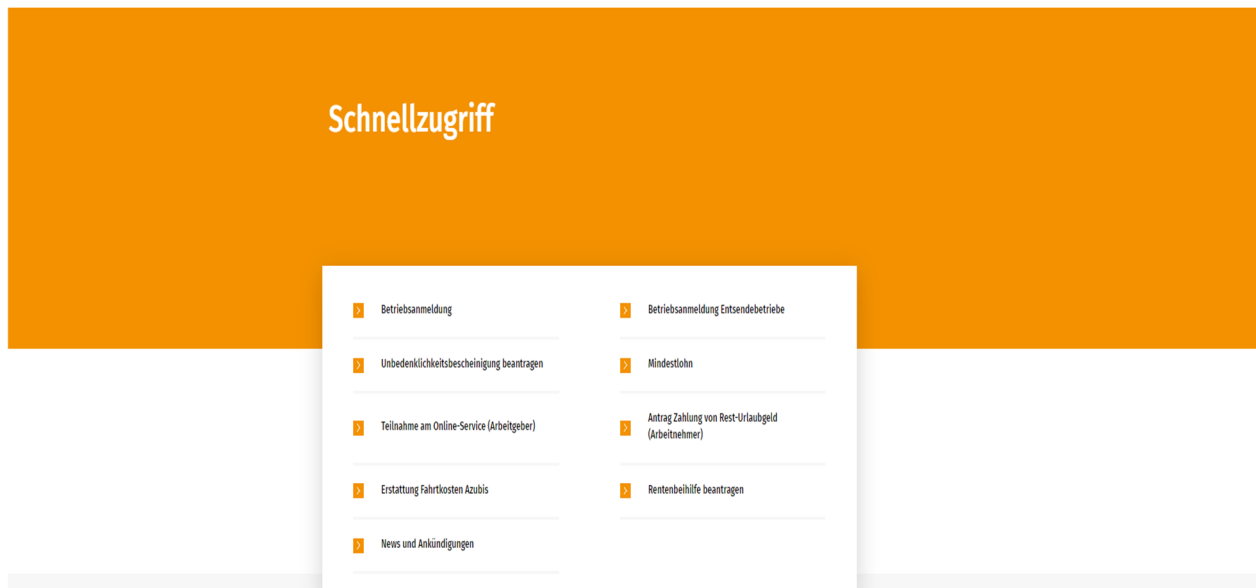 Schnellzugriff
Betriebsanmeldung
Betriebsanmeldung Entsendebetriebe
Unbedenklichkeitsbescheinigung beantragen
Mindestlohn
Teilnahme am Online-Service (Arbeitgeber)
Antrag Zahlung von Rest-Urlaubgeld
(Arbeitnehmer)
Erstattung Fahrtkosten Azubis
Rentenbeihilfe beantragen
News und Ankündigungen